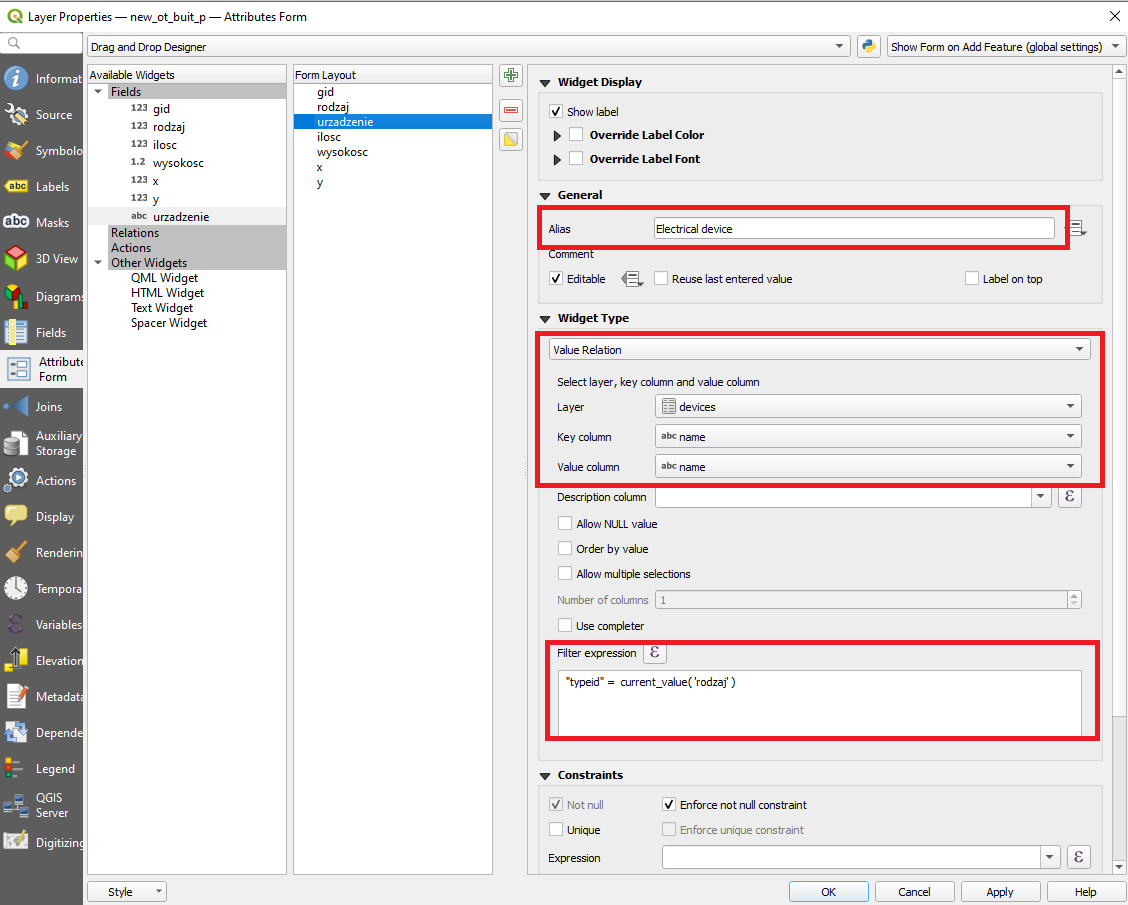 Layer Properties — new_ot_buit_p — Attributes Form
Drag and Drop Designer
Show Form on Add Feature (global settings)
Informat
Source
Symbolo
abc Labels
abc Masks
3D View
Diagrams
Fields
Attribute
Form
Joins
Auxiliary
Storage
Actions
Display
Renderin
Tempora
Variables
Elevation
Metadata
Depende
Legend
QGIS
Server
Digitizing
Available Widgets
Fields
123 gid
123 rodzaj
123 ilosc
1.2 wysokosc
123 x
123 y
abc urzadzenie
Relations
Actions
Other Widgets
QML Widget
HTML Widget
Text Widget
Spacer Widget
Form Layout
gid
rodzaj
urzadzenie
ilosc
wysokosc
x
y
Widget Display
Show label
Override Label Color
Override Label Font
General
Alias Electrical device
Comment
Editable Reuse last entered value Label on top
Widget Type
Value Relation
Select layer, key column and value column
Layer devices
Key column abc name
Value column abc name
Description column ε
Allow NULL value
Order by value
Allow multiple selections
Number of columns 1
Use completer
Filter expression ε
"typeid" = current_value( 'rodzaj' )
Constraints
Not null Enforce not null constraint
Unique Enforce unique constraint
Expression ε
Style OK Cancel Apply Help